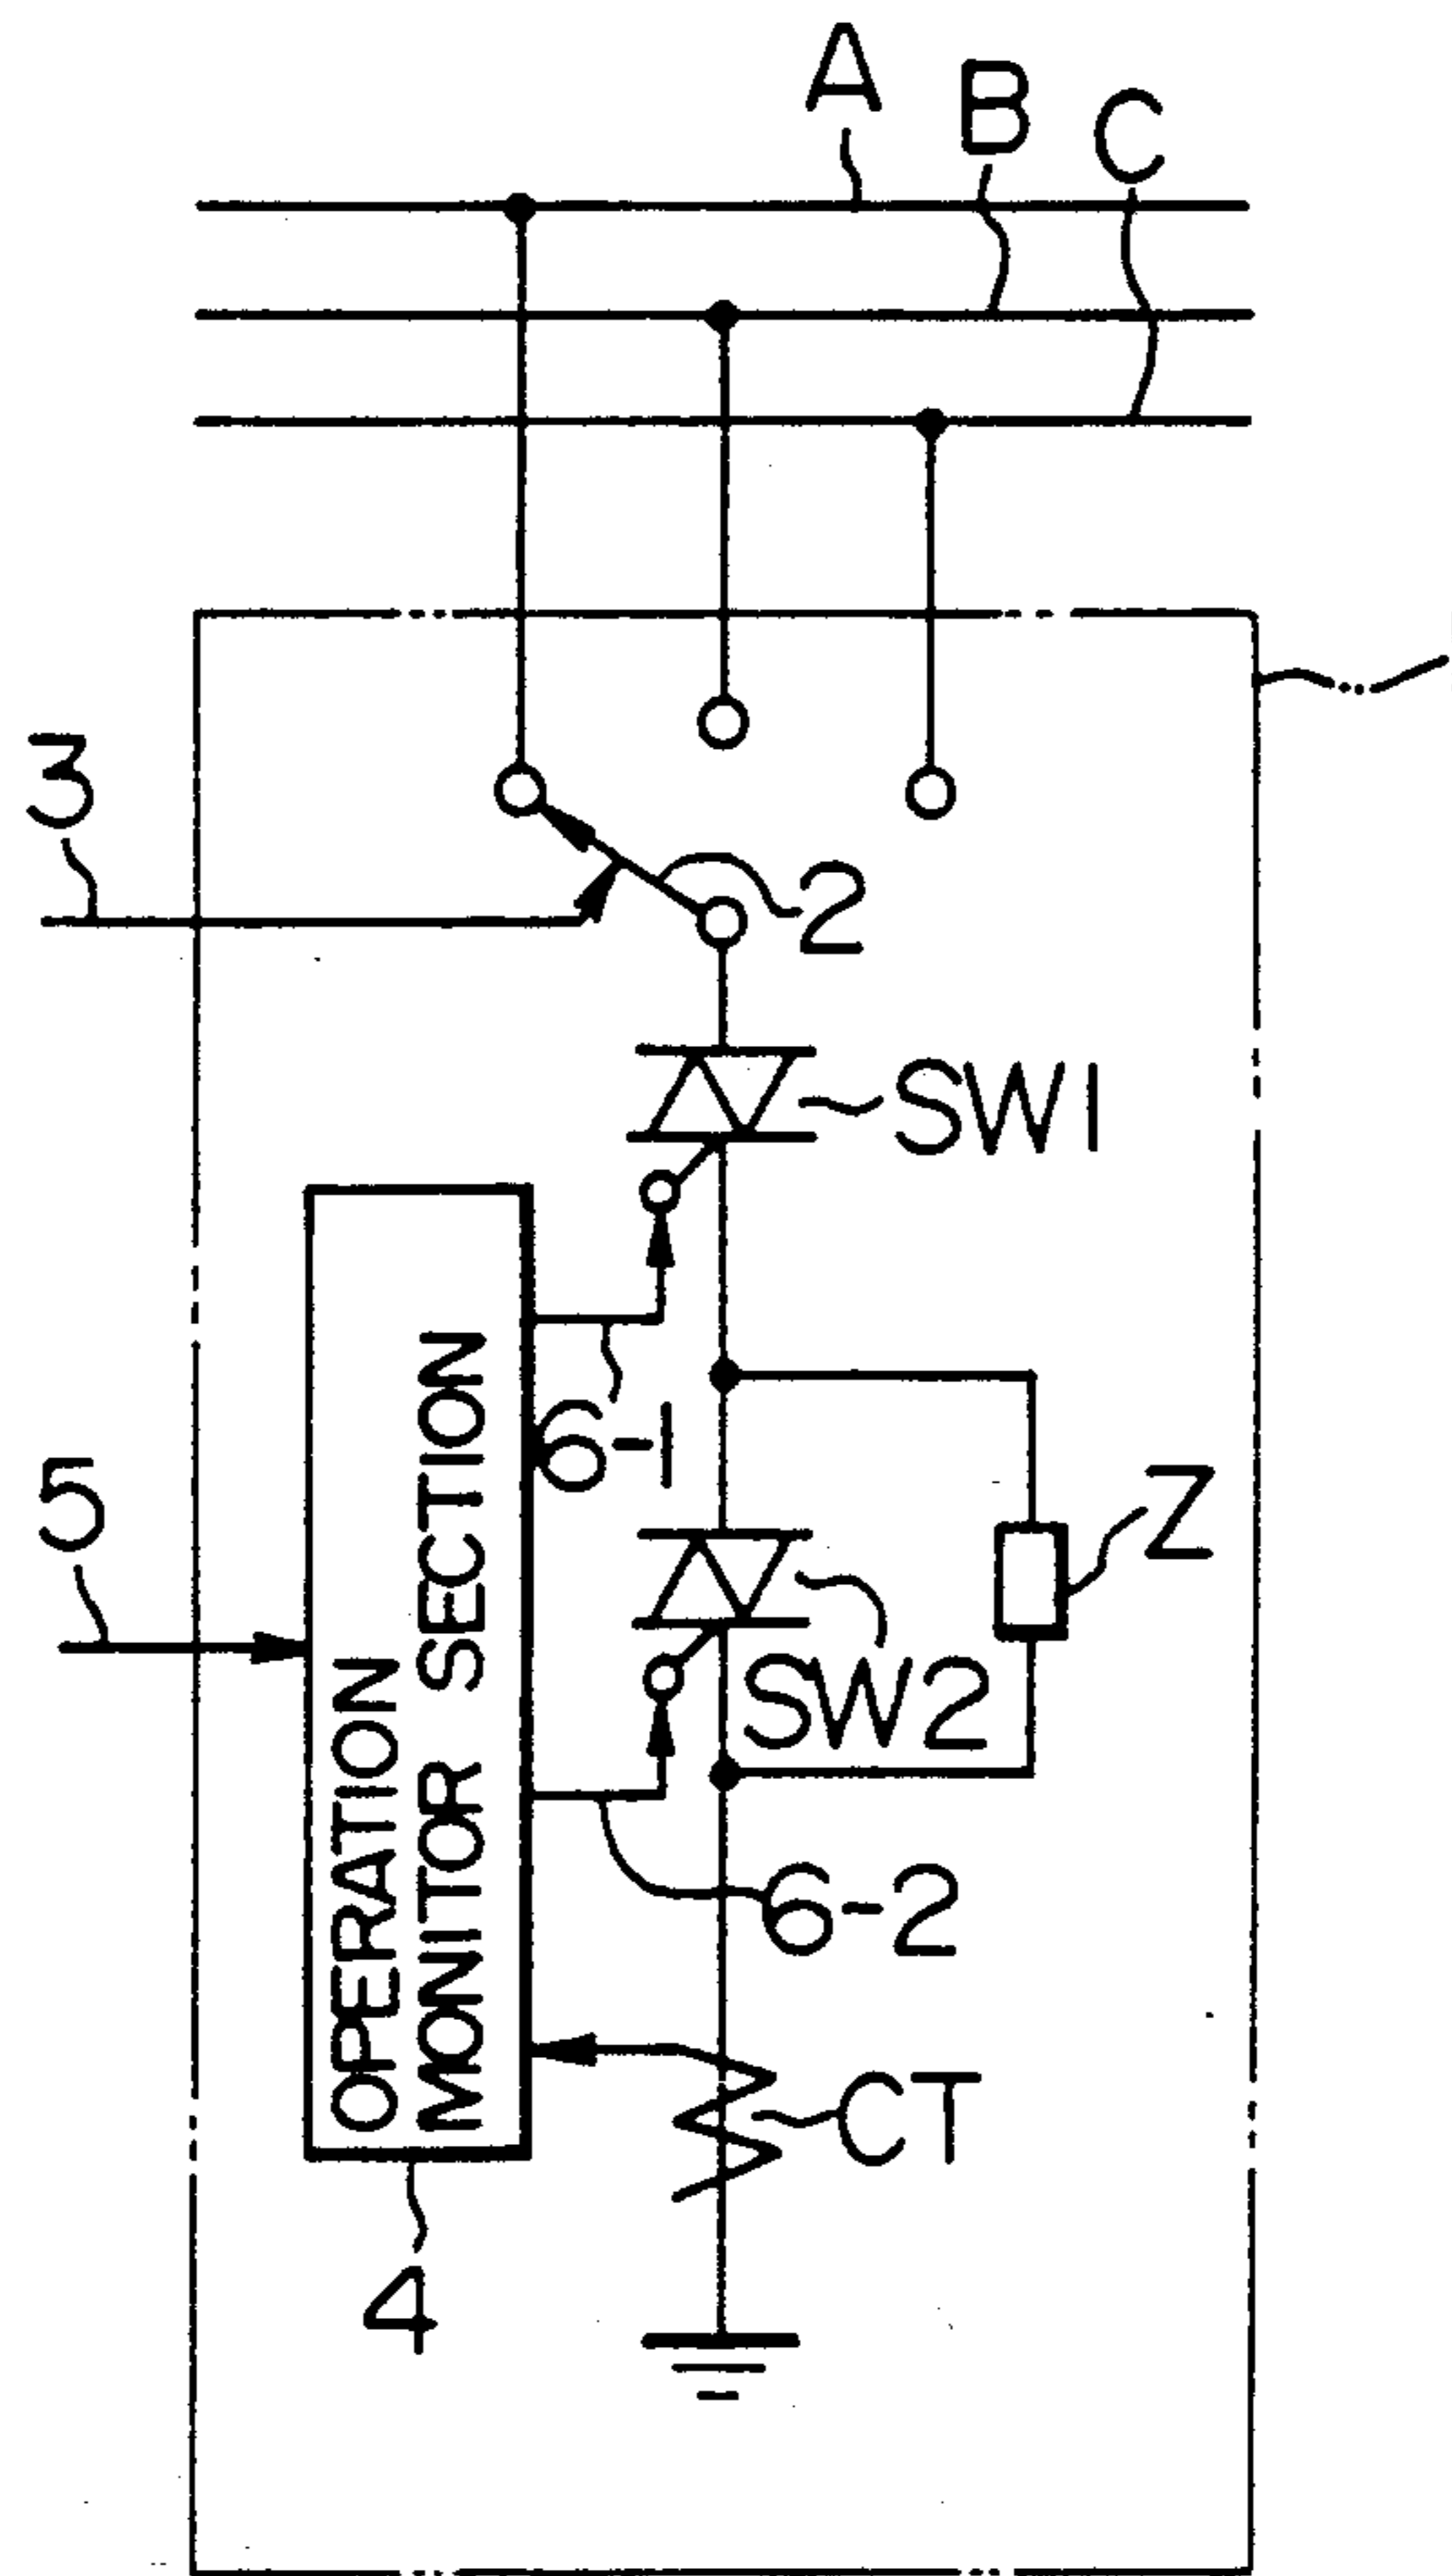 A
B
C
3
2
SW1
6-1
5
Z
OPERATION
MONITOR SECTION
SW2
6-2
CT
4